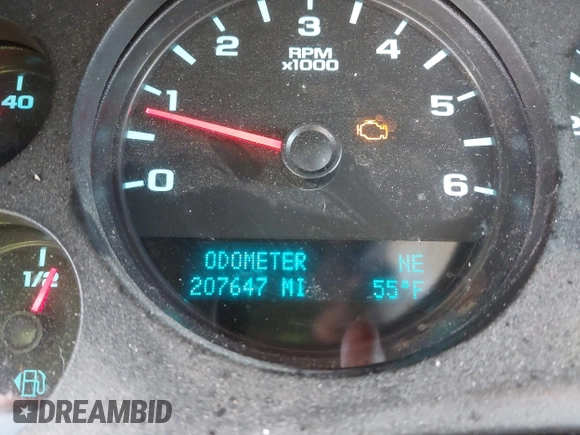 2
3
4
RPM
x1000
1
5
40
0
6
ODOMETER NE
207647 MI 55°F
1/2
DREAMBID